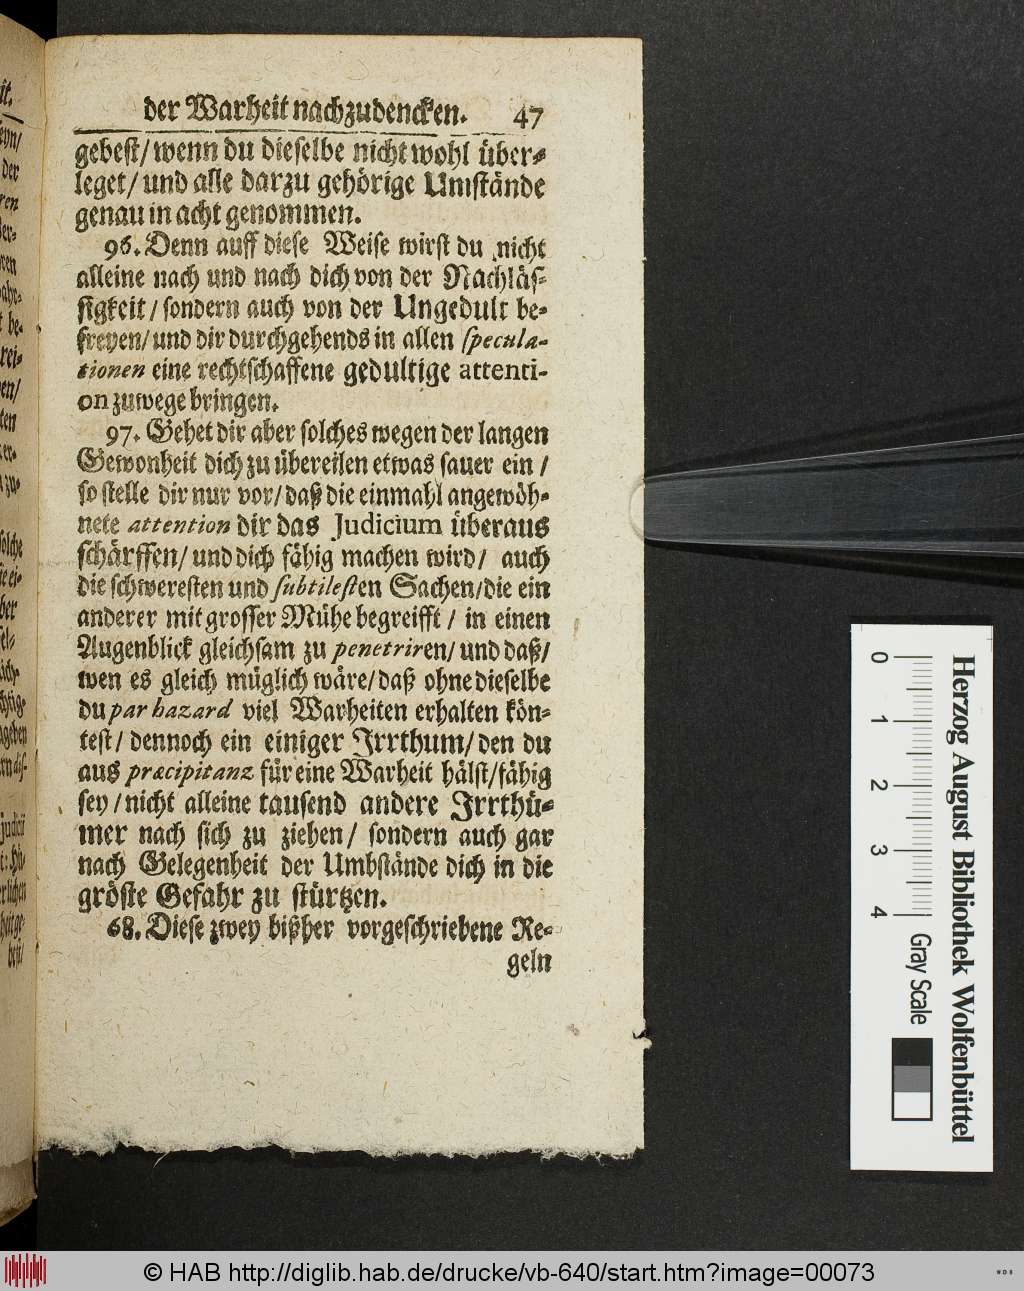 der Warheit nachzudencken. 47
gebest/ wenn du dieselbe nicht wohl über-
leget/ und alle darzu gehörige Umstände
genau in acht genommen.
96. Denn auff diese Weise wirst du nicht
alleine nach und nach dich von der Nachläs-
sigkeit / sondern auch von der Ungedult be-
freyen/ und dir durchgehends in allen specula-
tionen eine rechtschaffene gedultige attenti-
on zuwege bringen.
97. Gehet dir aber solches wegen der langen
Gewonheit dich zu übereilen etwas sauer ein /
so stelle dir nur vor/ daß die einmahl angewöh-
nete attention dir das Judicium überaus
schärffen/ und dich fähig machen wird/ auch
die schweresten und subtilesten Sachen/die ein
anderer mit grosser Mühe begreifft / in einen
Augenblick gleichsam zu penetriren/ und daß/
wen es gleich müglich wäre/daß ohne dieselbe
du par hazard viel Warheiten erhalten kön-
test/ dennoch ein einiger Irrthum/ den du
aus præcipitanz für eine Warheit hälst/fähig
sey / nicht alleine tausend andere Irrthü-
mer nach sich zu ziehen/ sondern auch gar
nach Gelegenheit der Umbstände dich in die
gröste Gefahr zu stürtzen.
68. Diese zwey bißher vorgeschriebene Re-
geln
0 1 2 3 4
Gray Scale
Herzog August Bibliothek Wolfenbüttel
© HAB http://diglib.hab.de/drucke/vb-640/start.htm?image=00073